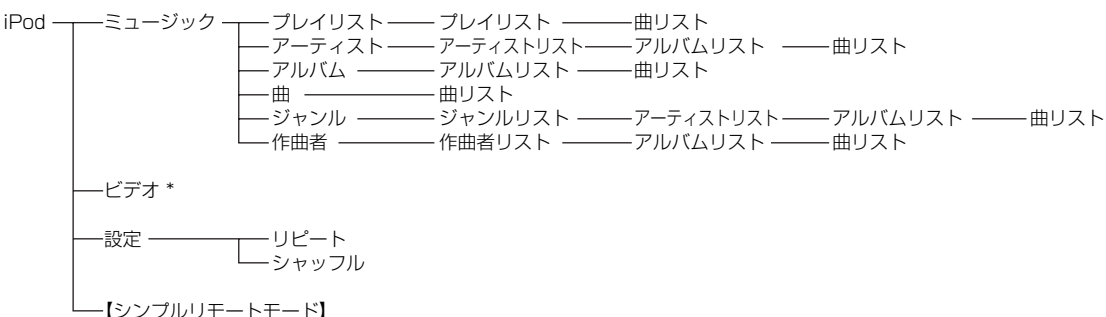 iPod ミュージック プレイリスト プレイリスト 曲リスト
アーティスト アーティストリスト アルバムリスト 曲リスト
アルバム アルバムリスト 曲リスト
曲 曲リスト
ジャンル ジャンルリスト アーティストリスト アルバムリスト 曲リスト
作曲者 作曲者リスト アルバムリスト 曲リスト
ビデオ *
設定 リピート
シャッフル
【シンプルリモートモード】